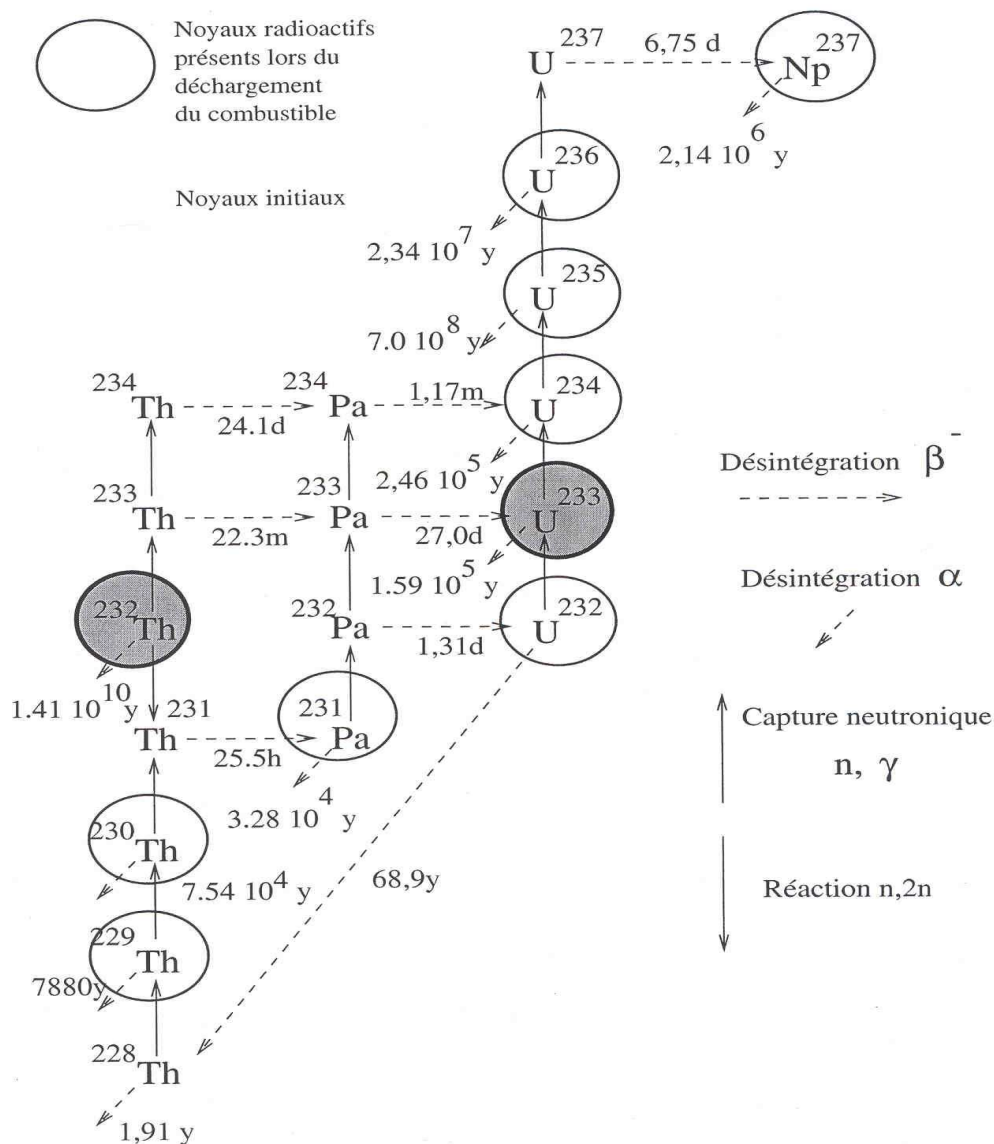 Noyaux radioactifs
présents lors du
déchargement
du combustible
Noyaux initiaux
U 237
6,75 d
Np 237
2,14 10 6 y
U 236
2,34 10 7 y
U 235
7.0 10 8 y
234 Th
24.1d
234 Pa
1,17m
U 234
2,46 10 5 y
233 Th
22.3m
233 Pa
27,0d
U 233
1.59 10 5 y
232 Th
1.41 10 10 y
232 Pa
1,31d
U 232
231 Th
25.5h
231 Pa
3.28 10 4 y
230 Th
7.54 10 4 y
68,9y
229 Th
7880y
228 Th
1,91 y
Désintégration β -
Désintégration α
Capture neutronique
n, γ
Réaction n,2n